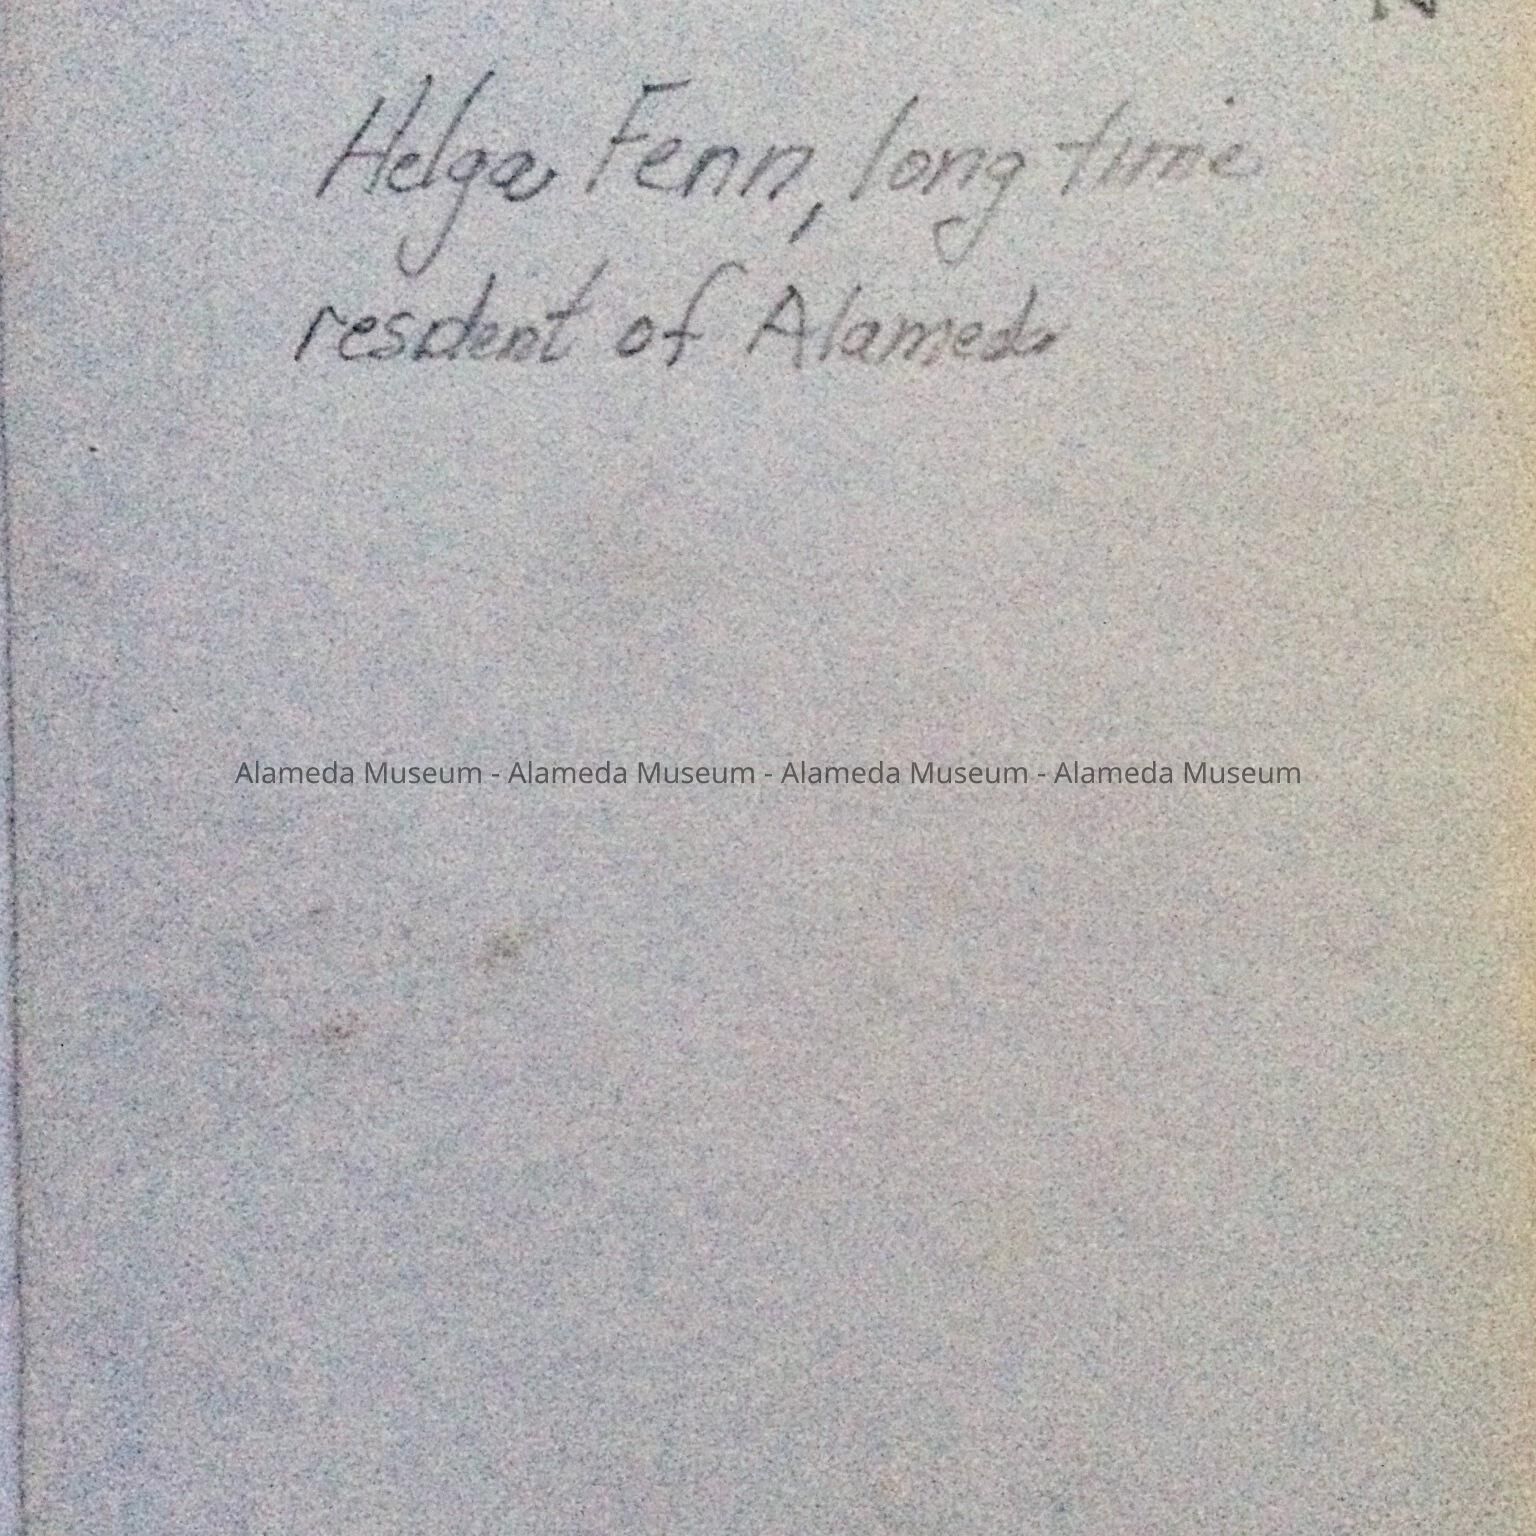 Helga Fenn, long time
resident of Alameda
Alameda Museum - Alameda Museum - Alameda Museum - Alameda Museum